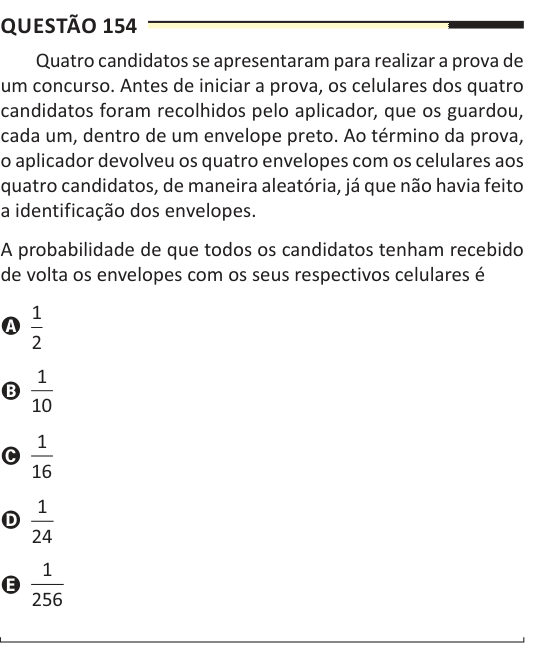 QUESTÃO 154
Quatro candidatos se apresentaram para realizar a prova de
um concurso. Antes de iniciar a prova, os celulares dos quatro
candidatos foram recolhidos pelo aplicador, que os guardou,
cada um, dentro de um envelope preto. Ao término da prova,
o aplicador devolveu os quatro envelopes com os celulares aos
quatro candidatos, de maneira aleatória, já que não havia feito
a identificação dos envelopes.
A probabilidade de que todos os candidatos tenham recebido
de volta os envelopes com os seus respectivos celulares é
A 1/2
B 1/10
C 1/16
D 1/24
E 1/256